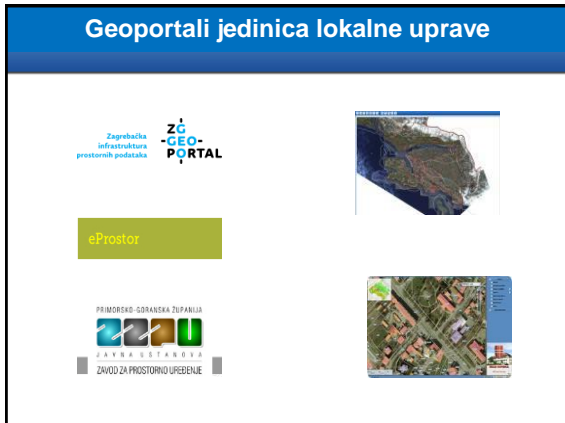 Geoportali jedinica lokalne uprave
Zagrebačka
infrastruktura
prostornih podataka
ZG
-GEO-
PORTAL
eProstor
PRIMORSKO-GORANSKA ŽUPANIJA
JAVNA USTANOVA
ZAVOD ZA PROSTORNO UREĐENJE